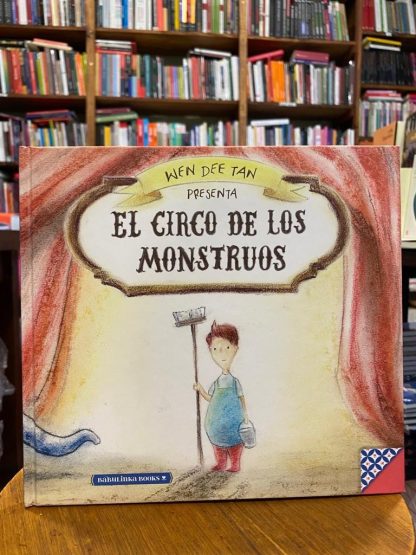 WEN DEE TAN
PRESENTA
EL CIRCO DE LOS
MONSTRUOS
BABULINKA BOOKS